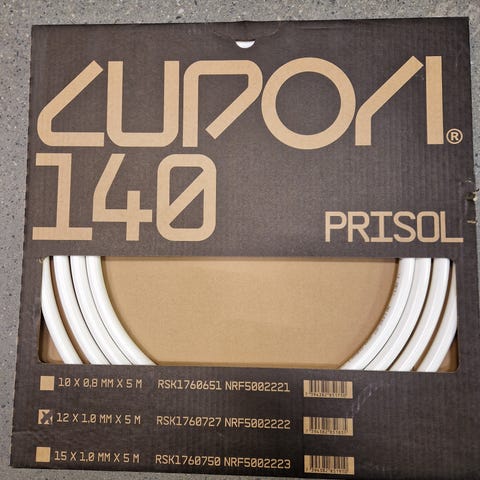 CUPORI®
140
PRISOL
10 X 0,8 MM X 5 M RSK1760651 NRF5002221
12 X 1,0 MM X 5 M RSK1760727 NRF5002222
15 X 1,0 MM X 5 M RSK1760750 NRF5002223